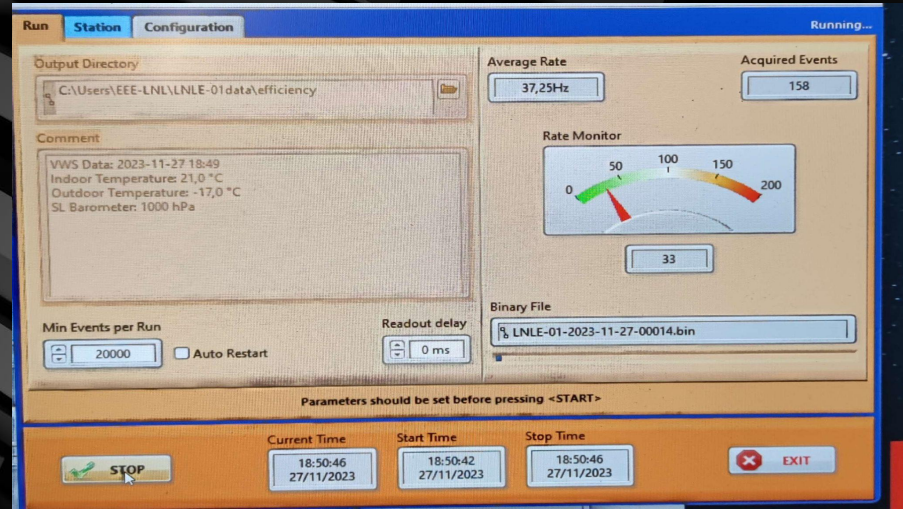 Run
Station
Configuration
Running...
Output Directory
C:\Users\EEE-LNL\LNLE-01data\efficiency
Comment
VWS Data: 2023-11-27 18:49
Indoor Temperature: 21,0 °C
Outdoor Temperature: -17,0 °C
SL Barometer: 1000 hPa
Min Events per Run
20000
Auto Restart
Readout delay
0 ms
Average Rate
37,25Hz
Acquired Events
158
Rate Monitor
0
50
100
150
200
33
Binary File
LNLE-01-2023-11-27-00014.bin
Parameters should be set before pressing <START>
STOP
Current Time
18:50:46
27/11/2023
Start Time
18:50:42
27/11/2023
Stop Time
18:50:46
27/11/2023
EXIT